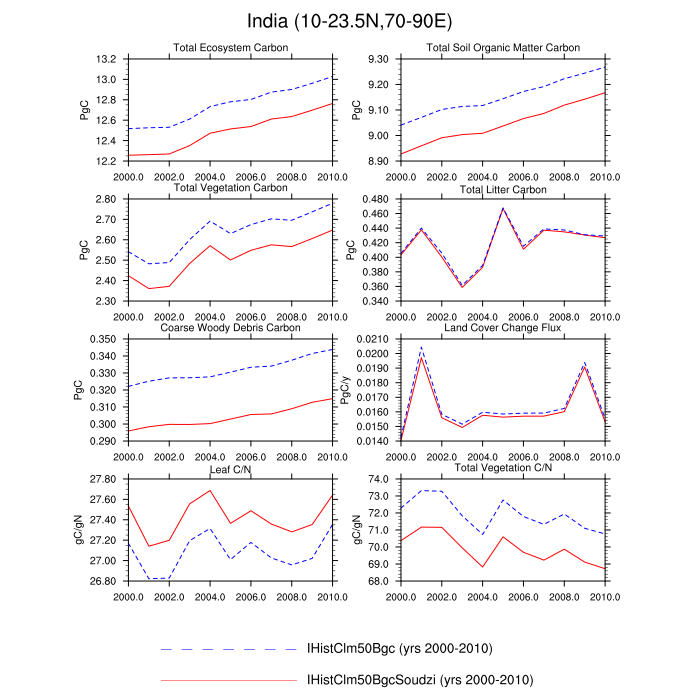 India (10-23.5N,70-90E)
Total Ecosystem Carbon
PgC
13.2
13.0
12.8
12.6
12.4
12.2
2000.0 2002.0 2004.0 2006.0 2008.0 2010.0
Total Soil Organic Matter Carbon
PgC
9.30
9.20
9.10
9.00
8.90
2000.0 2002.0 2004.0 2006.0 2008.0 2010.0
Total Vegetation Carbon
PgC
2.80
2.70
2.60
2.50
2.40
2.30
2000.0 2002.0 2004.0 2006.0 2008.0 2010.0
Total Litter Carbon
PgC
0.480
0.460
0.440
0.420
0.400
0.380
0.360
0.340
2000.0 2002.0 2004.0 2006.0 2008.0 2010.0
Coarse Woody Debris Carbon
PgC
0.350
0.340
0.330
0.320
0.310
0.300
0.290
2000.0 2002.0 2004.0 2006.0 2008.0 2010.0
Land Cover Change Flux
PgC/y
0.0210
0.0200
0.0190
0.0180
0.0170
0.0160
0.0150
0.0140
2000.0 2002.0 2004.0 2006.0 2008.0 2010.0
Leaf C/N
gC/gN
27.80
27.60
27.40
27.20
27.00
26.80
2000.0 2002.0 2004.0 2006.0 2008.0 2010.0
Total Vegetation C/N
gC/gN
74.0
73.0
72.0
71.0
70.0
69.0
68.0
2000.0 2002.0 2004.0 2006.0 2008.0 2010.0
IHistClm50Bgc (yrs 2000-2010)
IHistClm50BgcSoudzi (yrs 2000-2010)